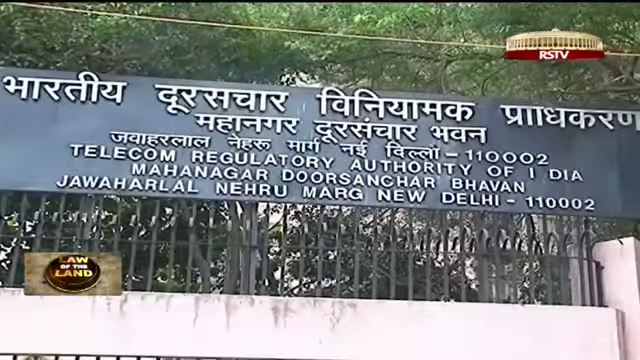 RSTV
भारतीय दूरसंचार विनियामक प्राधिकरण
महानगर दूरसंचार भवन
जवाहरलाल नेहरू मार्ग नई दिल्ली - 110002
TELECOM REGULATORY AUTHORITY OF I DIA
MAHANAGAR DOORSANCHAR BHAVAN
JAWAHARLAL NEHRU MARG NEW DELHI - 110002
LAW
OF THE
LAND